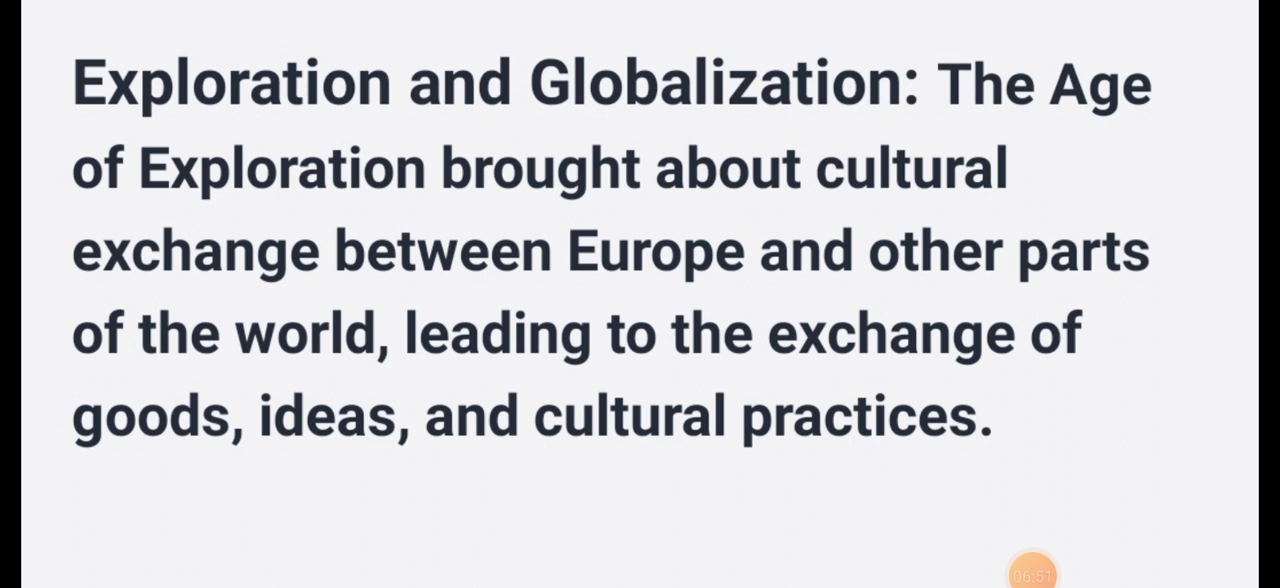 Exploration and Globalization: The Age
of Exploration brought about cultural
exchange between Europe and other parts
of the world, leading to the exchange of
goods, ideas, and cultural practices.
06:51